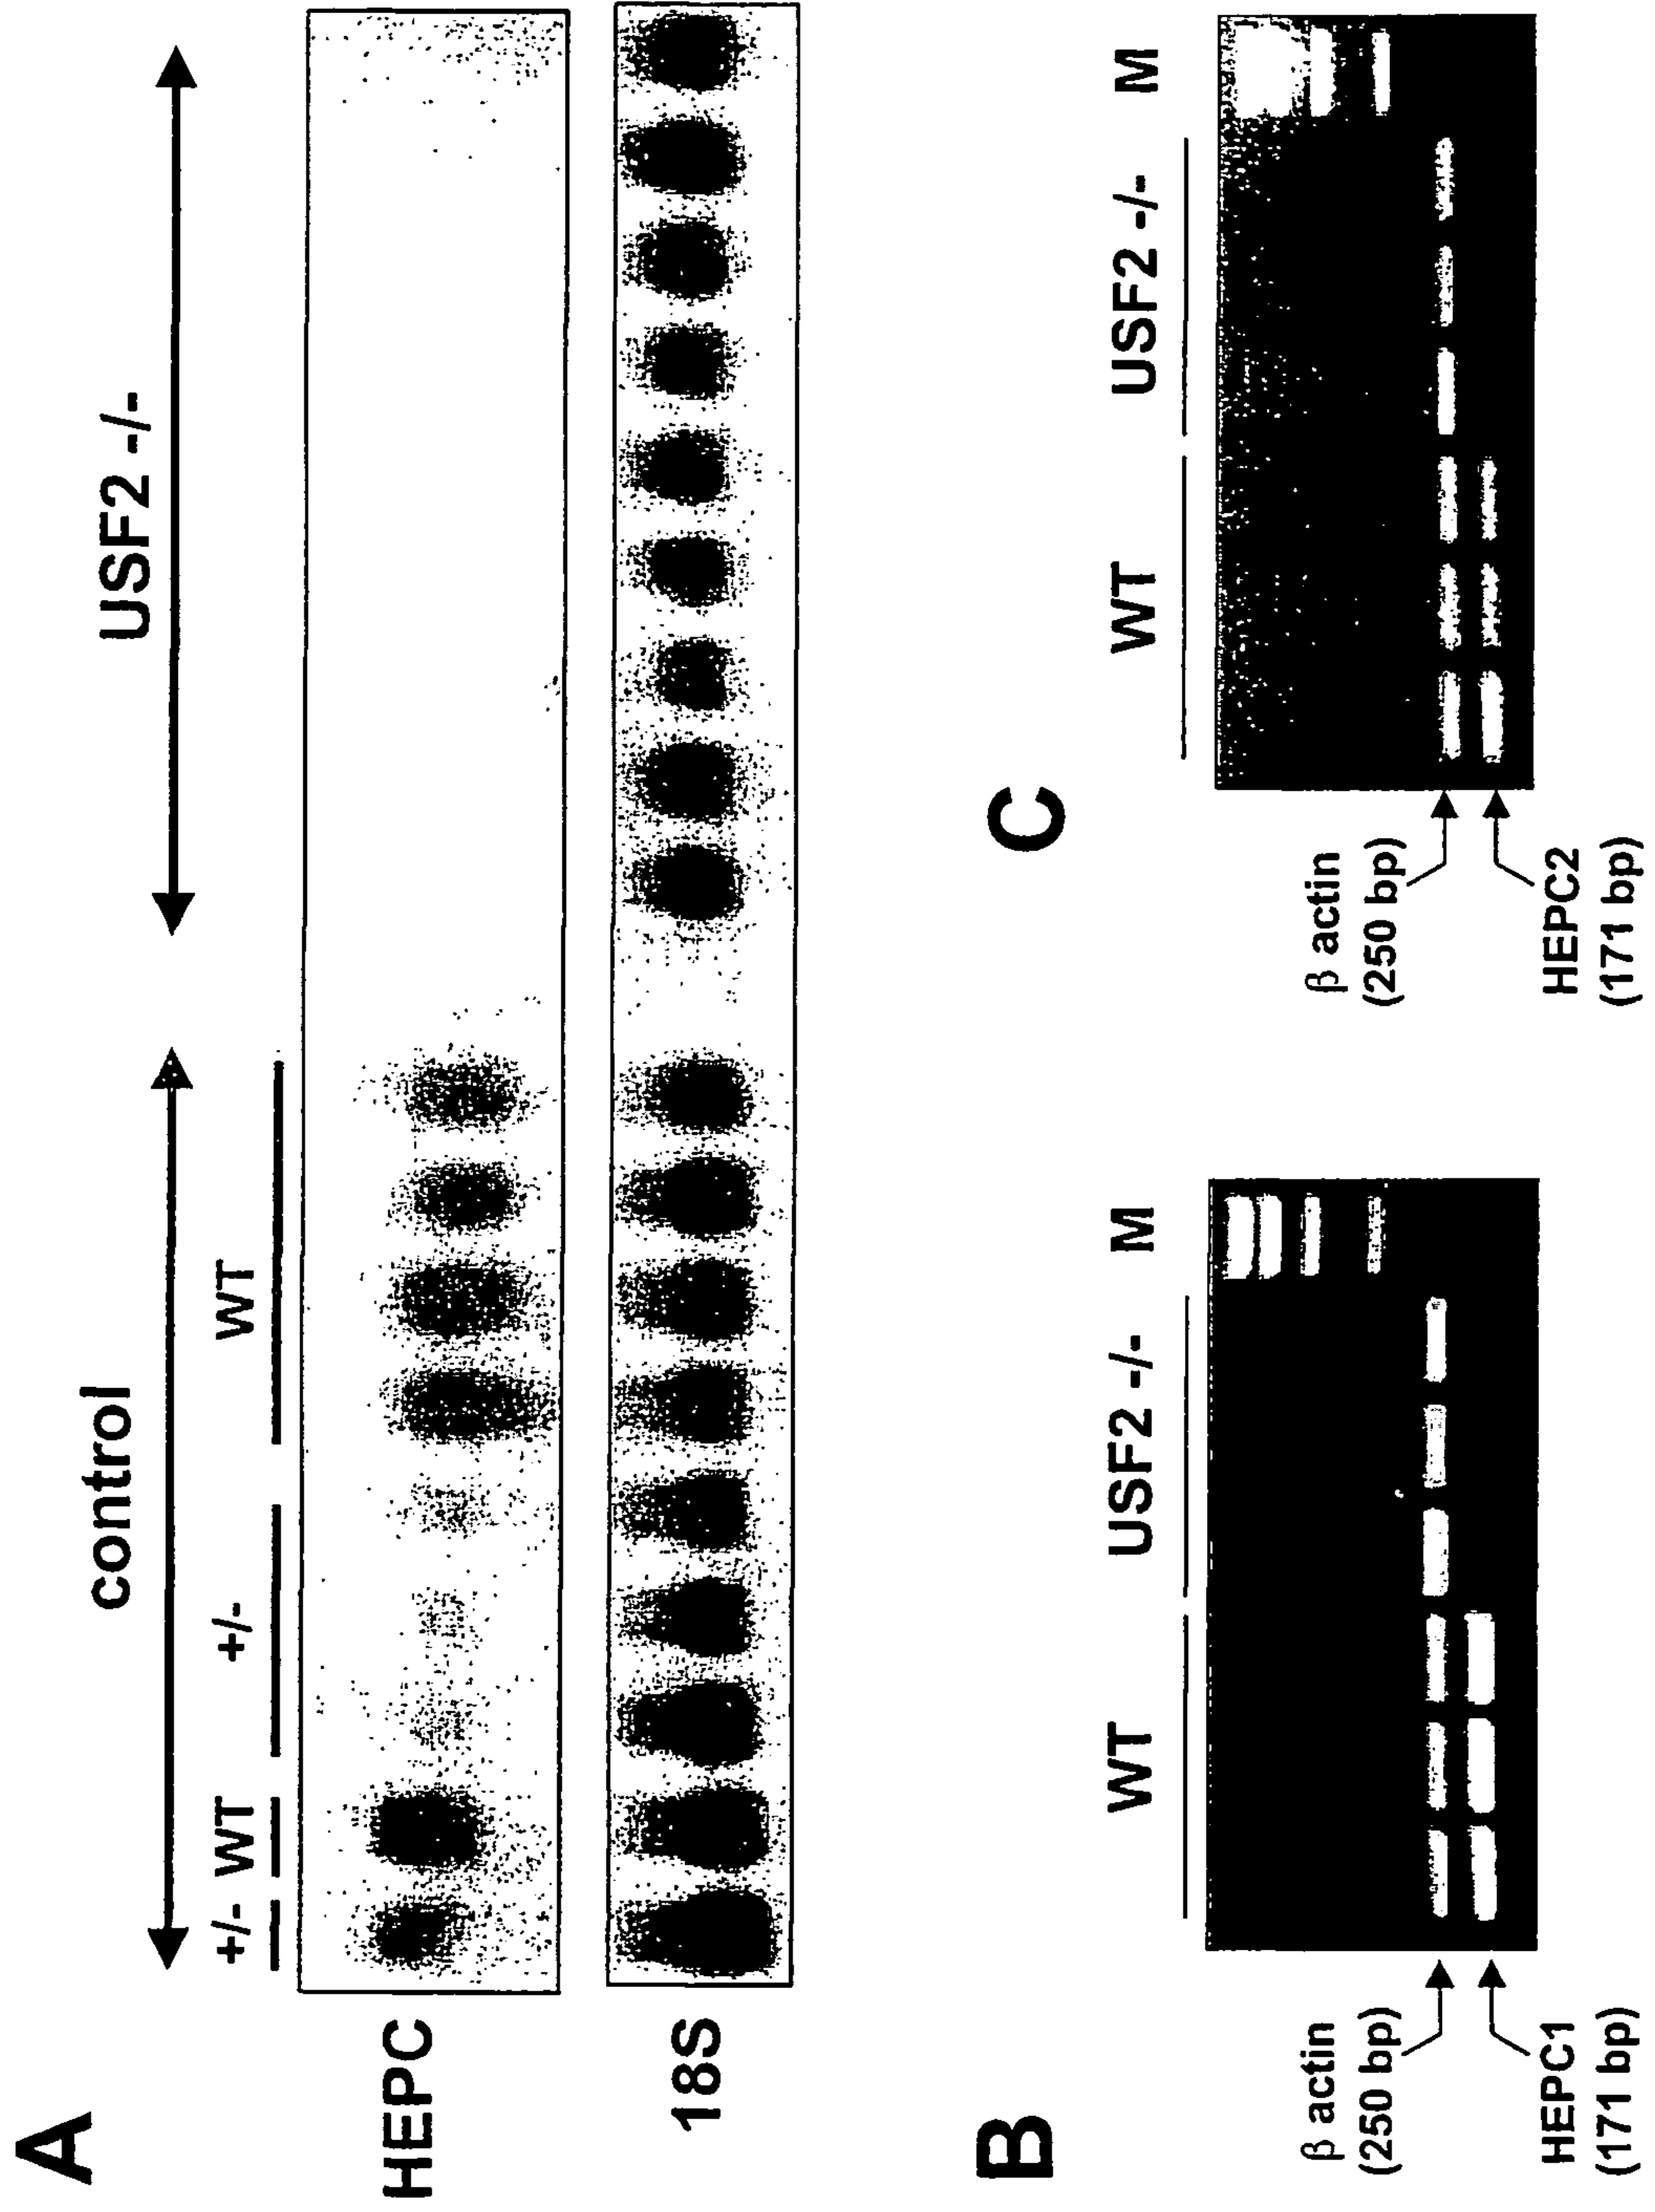 A
control
USF2 -/-
+/- WT +/- WT
HEPC
18S
B
WT USF2 -/- M
β actin
(250 bp)
HEPC1
(171 bp)
C
WT USF2 -/- M
β actin
(250 bp)
HEPC2
(171 bp)